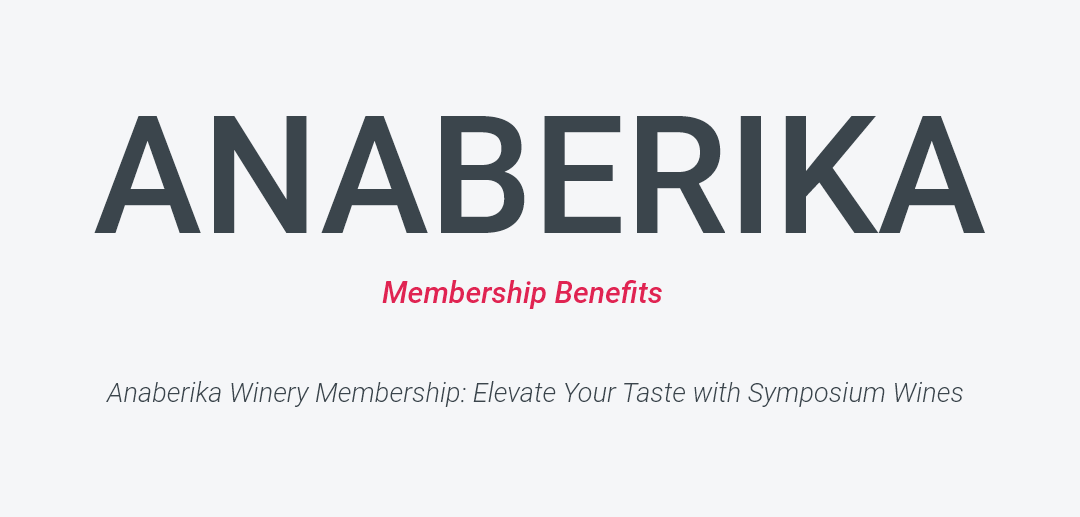 ANABERIKA
Membership Benefits
Anaberika Winery Membership: Elevate Your Taste with Symposium Wines